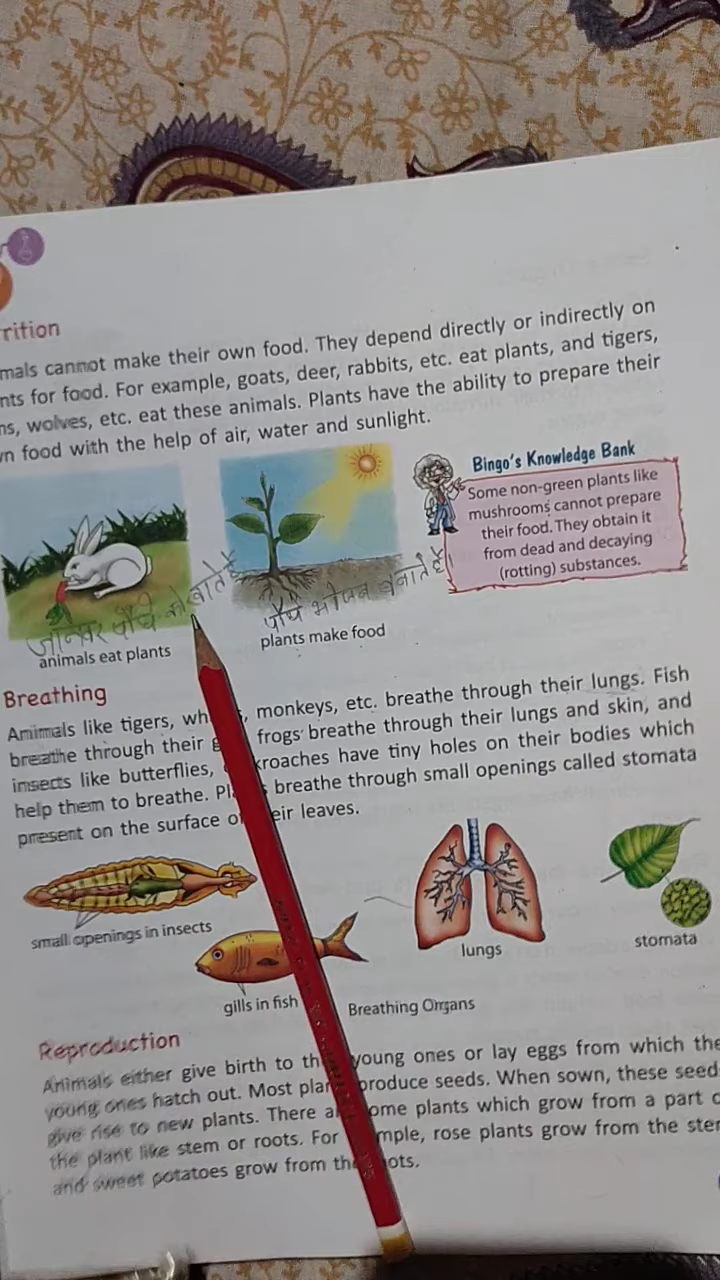 rition
mals cannot make their own food. They depend directly or indirectly on
nts for food. For example, goats, deer, rabbits, etc. eat plants, and tigers,
ns, wolves, etc. eat these animals. Plants have the ability to prepare their
n food with the help of air, water and sunlight.
Bingo's Knowledge Bank
Some non-green plants like
mushrooms cannot prepare
their food. They obtain it
from dead and decaying
(rotting) substances.
जानवर पौधे को खाते हैं
पौधे भोजन बनाते हैं।
animals eat plants
plants make food
Breathing
Animals like tigers, wh monkeys, etc. breathe through their lungs. Fish
breathe through their g frogs breathe through their lungs and skin, and
insects like butterflies, kroaches have tiny holes on their bodies which
help them to breathe. Pla s breathe through small openings called stomata
present on the surface of eir leaves.
small openings in insects
gills in fish
lungs
stomata
Breathing Organs
Reproduction
Animals either give birth to th young ones or lay eggs from which the
young ones hatch out. Most plan produce seeds. When sown, these seed
give rise to new plants. There a ome plants which grow from a part o
the plant like stem or roots. For mple, rose plants grow from the ster
and sweet potatoes grow from the oots.